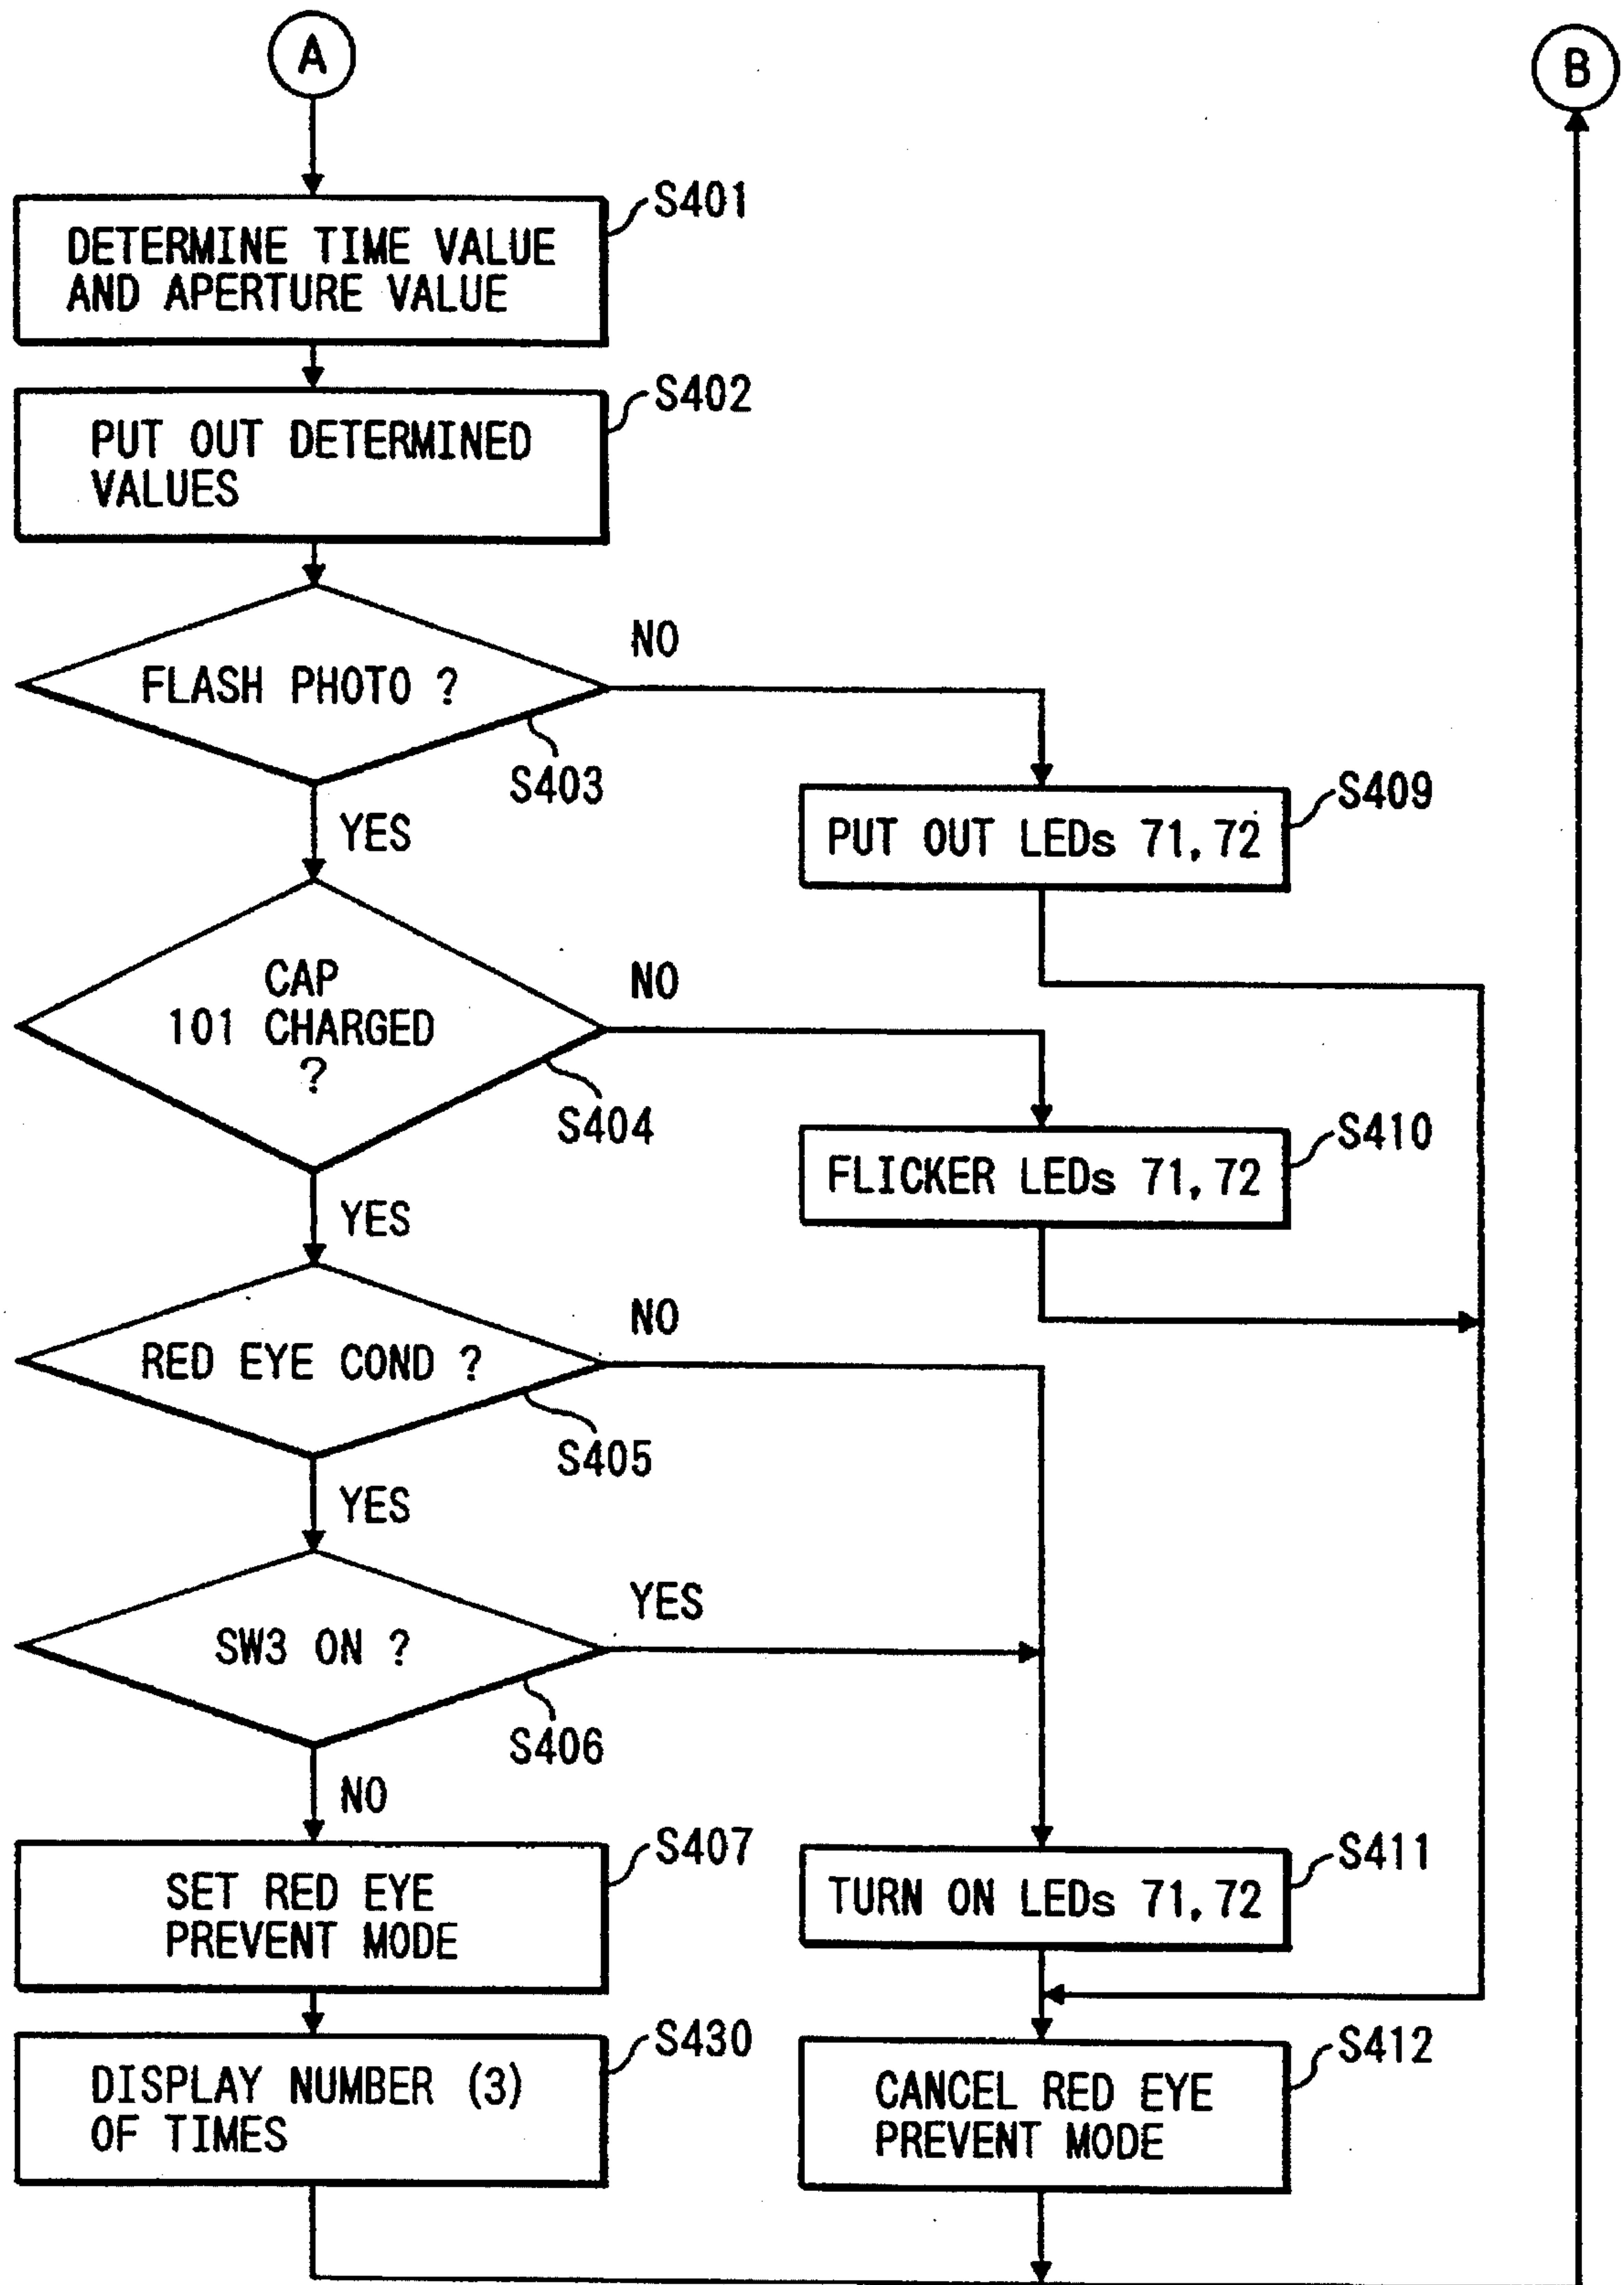 A
B
S401
DETERMINE TIME VALUE
AND APERTURE VALUE
S402
PUT OUT DETERMINED
VALUES
FLASH PHOTO ?
NO
S403
YES
S409
PUT OUT LEDs 71, 72
CAP
101 CHARGED
?
NO
S404
YES
S410
FLICKER LEDs 71, 72
RED EYE COND ?
NO
S405
YES
SW3 ON ?
YES
S406
NO
S407
SET RED EYE
PREVENT MODE
S411
TURN ON LEDs 71, 72
S430
DISPLAY NUMBER (3)
OF TIMES
S412
CANCEL RED EYE
PREVENT MODE